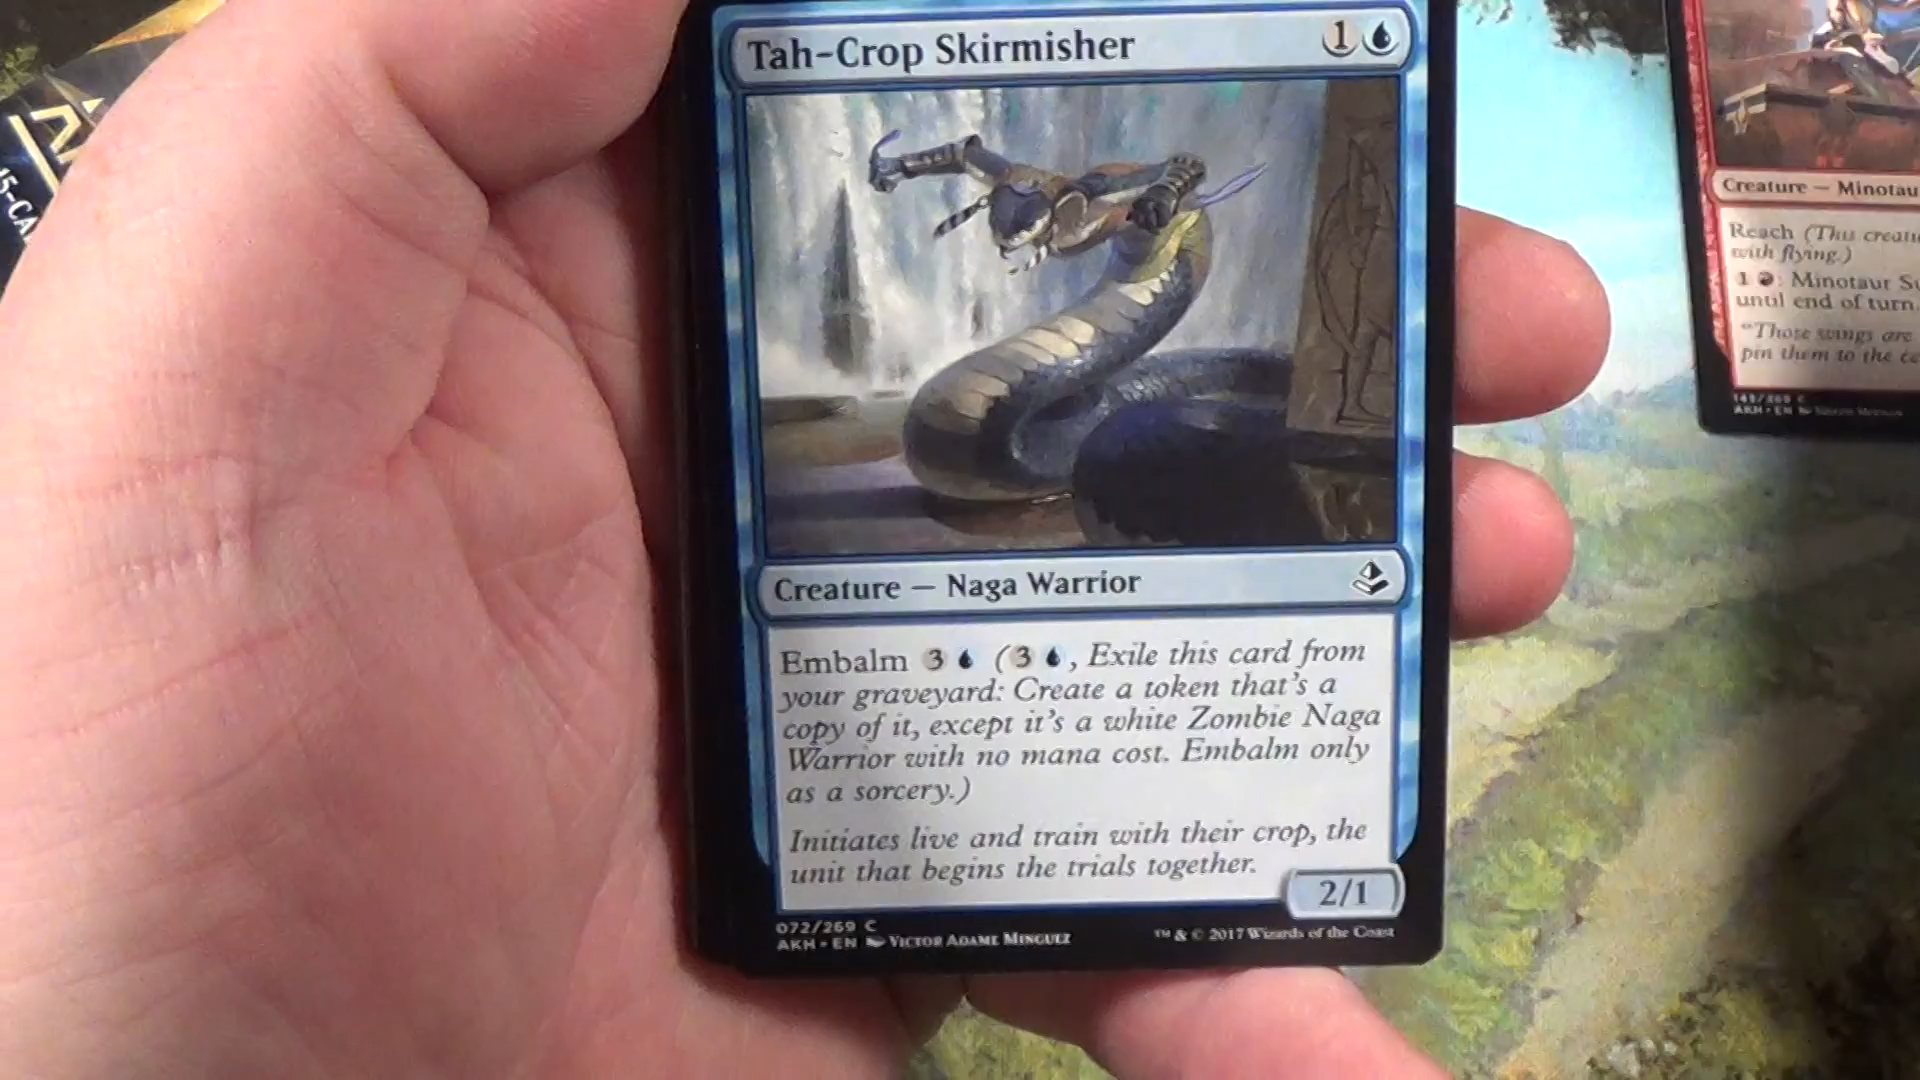 15-CA
Tah-Crop Skirmisher 1
Creature — Naga Warrior
Embalm 3 (3 , Exile this card from
your graveyard: Create a token that's a
copy of it, except it's a white Zombie Naga
Warrior with no mana cost. Embalm only
as a sorcery.)
Initiates live and train with their crop, the
unit that begins the trials together.
2/1
072/269 C
AKH • EN Victor Adame Minguez
™ & © 2017 Wizards of the Coast
Creature — Minotau
Reach (This creatu
with flying.)
1 : Minotaur Su
until end of turn.
"Those wings are
pin them to the ce
AKH • EN